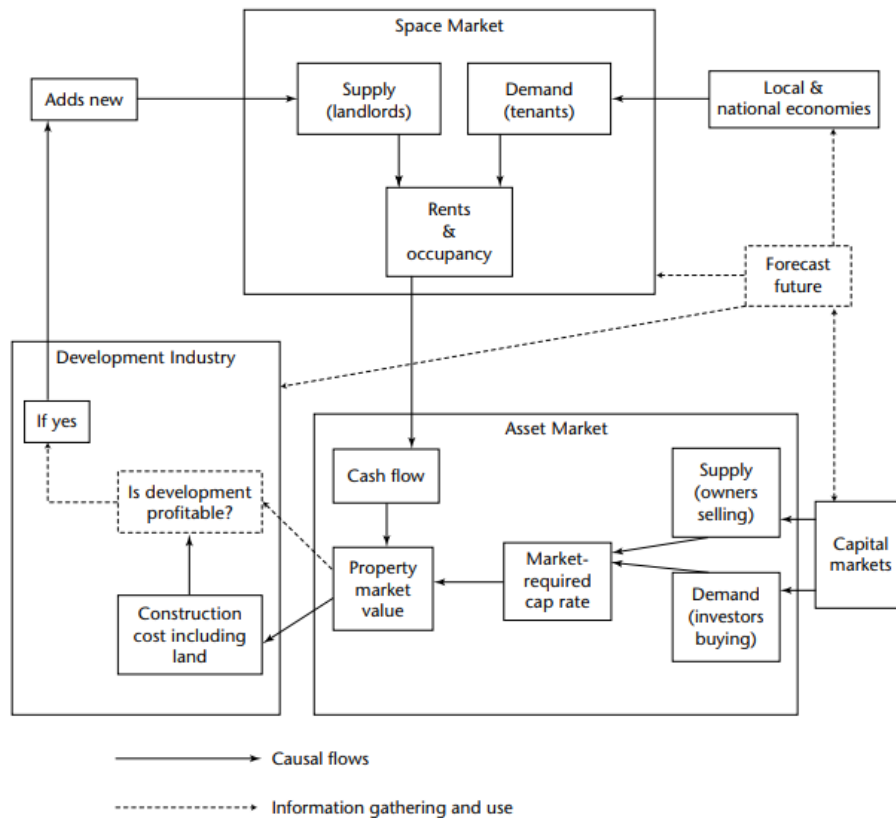 Space Market
Adds new
Supply
(landlords)
Demand
(tenants)
Local &
national economies
Rents
&
occupancy
Forecast
future
Development Industry
If yes
Is development
profitable?
Construction
cost including
land
Asset Market
Cash flow
Property
market
value
Market-
required
cap rate
Supply
(owners
selling)
Demand
(investors
buying)
Capital
markets
Causal flows
Information gathering and use